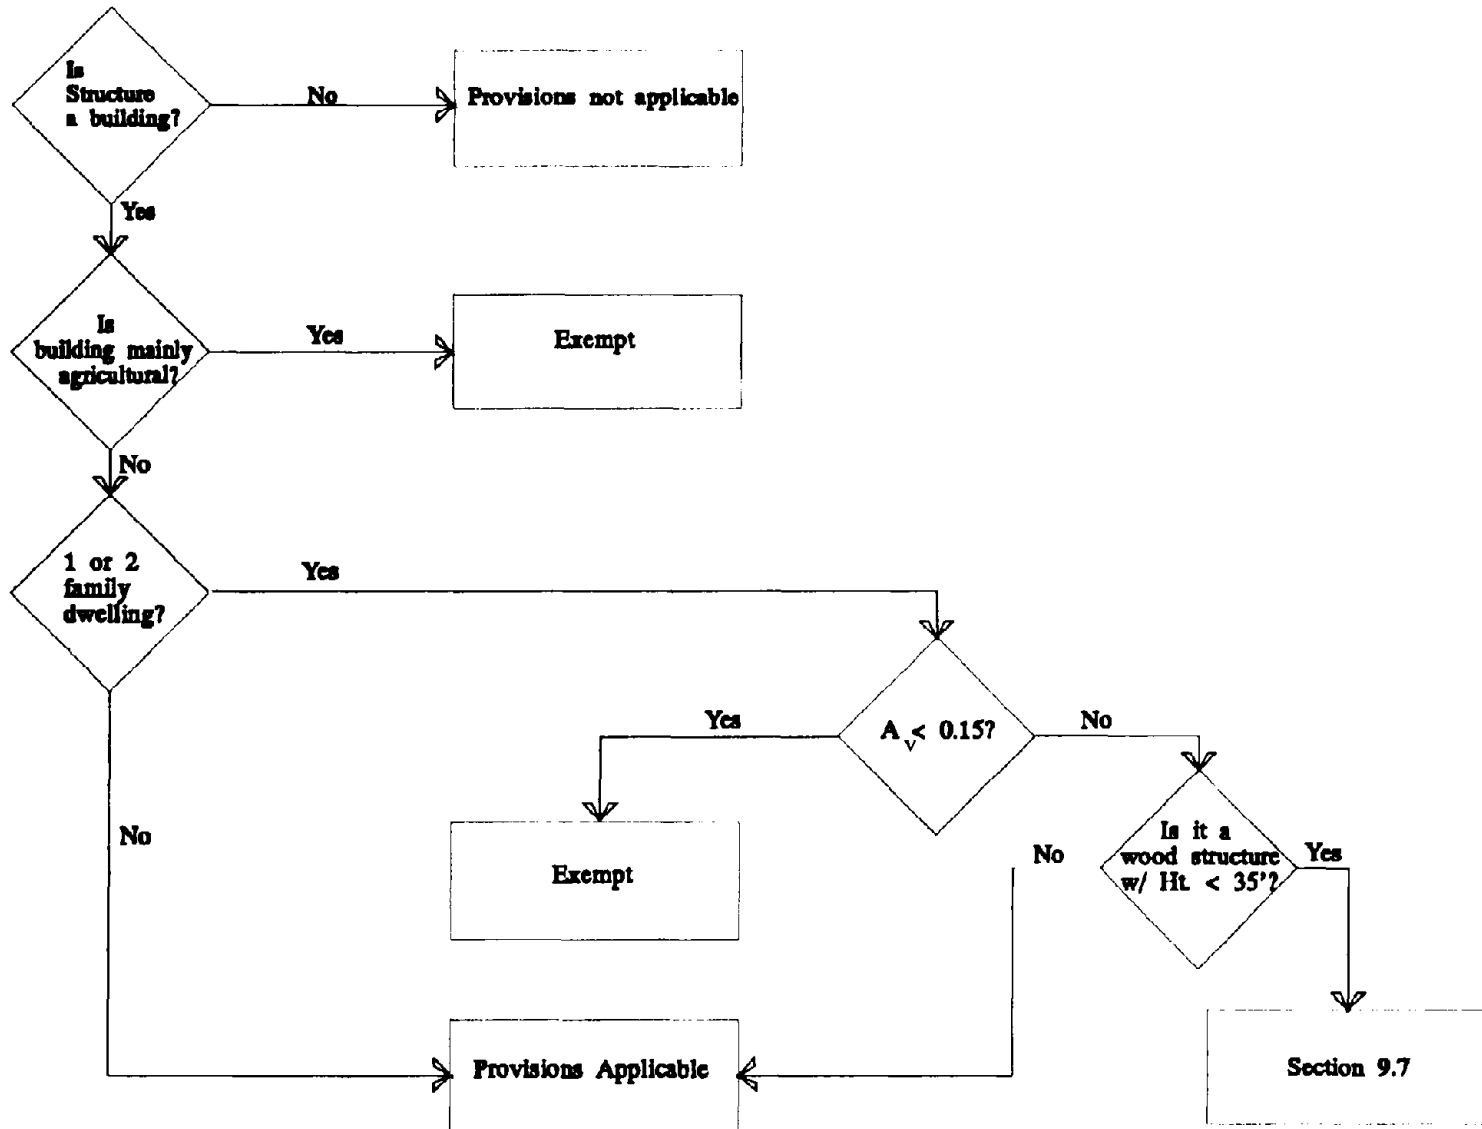 Is
Structure
a building?
No
Provisions not applicable
Yes
Is
building mainly
agricultural?
Yes
Exempt
No
1 or 2
family
dwelling?
Yes
A v < 0.15?
Yes
No
Exempt
Is it a
wood structure
w/ Ht. < 35'?
No
Yes
No
Provisions Applicable
Section 9.7